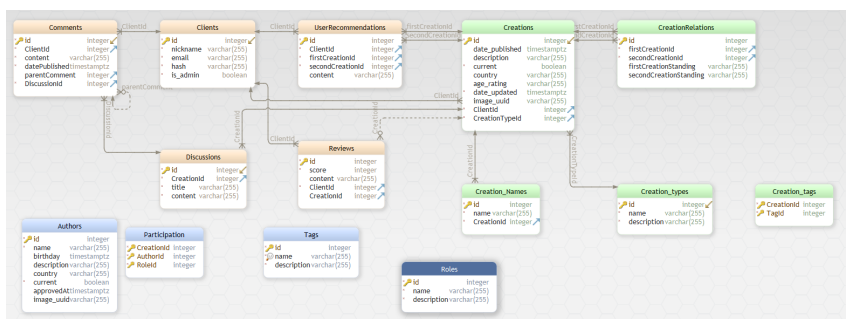 Comments
id integer
ClientId integer
content varchar(255)
datePublished timestamptz
parentComment integer
DiscussionId integer
ClientId
Clients
id integer
nickname varchar(255)
email varchar(255)
hash varchar(255)
is_admin boolean
ClientId
UserRecommendations
id integer
ClientId integer
firstCreationId integer
secondCreationId integer
content varchar(255)
firstCreationId
secondCreationId
Creations
id integer
date_published timestamptz
description varchar(255)
current boolean
country varchar(255)
age_rating varchar(255)
date_updated timestamptz
image_uuid varchar(255)
ClientId integer
CreationTypeId integer
CreationRelations
id integer
firstCreationId integer
secondCreationId integer
firstCreationStanding varchar(255)
secondCreationStanding varchar(255)
ClientId
CreationId
ClientId
CreationId
Discussions
id integer
CreationId integer
title varchar(255)
content varchar(255)
Reviews
id integer
score integer
content varchar(255)
ClientId integer
CreationId integer
CreationId
CreationTypeId
Creation_Names
id integer
name varchar(255)
CreationId integer
Creation_types
id integer
name varchar(255)
description varchar(255)
Creation_tags
CreationId integer
TagId integer
Authors
id integer
name varchar(255)
birthday timestamptz
description varchar(255)
country varchar(255)
current boolean
approvedAt timestamptz
image_uuid varchar(255)
Participation
CreationId integer
AuthorId integer
RoleId integer
Tags
id integer
name varchar(255)
description varchar(255)
Roles
id integer
name varchar(255)
description varchar(255)